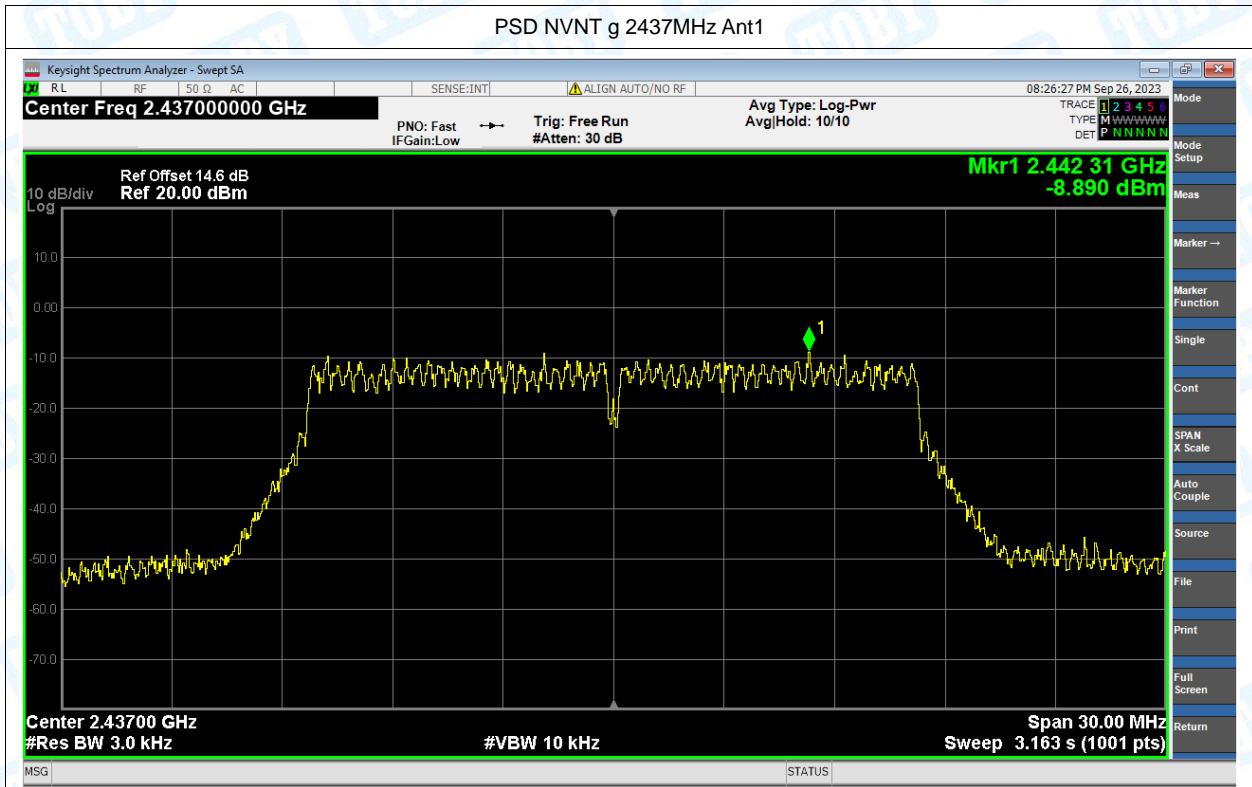 PSD NVNT g 2437MHz Ant1
Keysight Spectrum Analyzer - Swept SA
LXI RL RF 50 Ω AC SENSE:INT ALIGN AUTO/NO RF 08:26:27 PM Sep 26, 2023
Center Freq 2.437000000 GHz
PNO: Fast
IFGain:Low
Trig: Free Run
#Atten: 30 dB
Avg Type: Log-Pwr
Avg|Hold: 10/10
TRACE 1 2 3 4 5 6
TYPE M WWWWW
DET P N N N N N
Mkr1 2.442 31 GHz
-8.890 dBm
Ref Offset 14.6 dB
10 dB/div Ref 20.00 dBm
Log
10.0
0.00
1
-10.0
-20.0
-30.0
-40.0
-50.0
-60.0
-70.0
Center 2.43700 GHz Span 30.00 MHz
#Res BW 3.0 kHz #VBW 10 kHz Sweep 3.163 s (1001 pts)
MSG STATUS
Mode
Mode
Setup
Meas
Marker →
Marker
Function
Single
Cont
SPAN
X Scale
Auto
Couple
Source
File
Print
Full
Screen
Return
TOBY